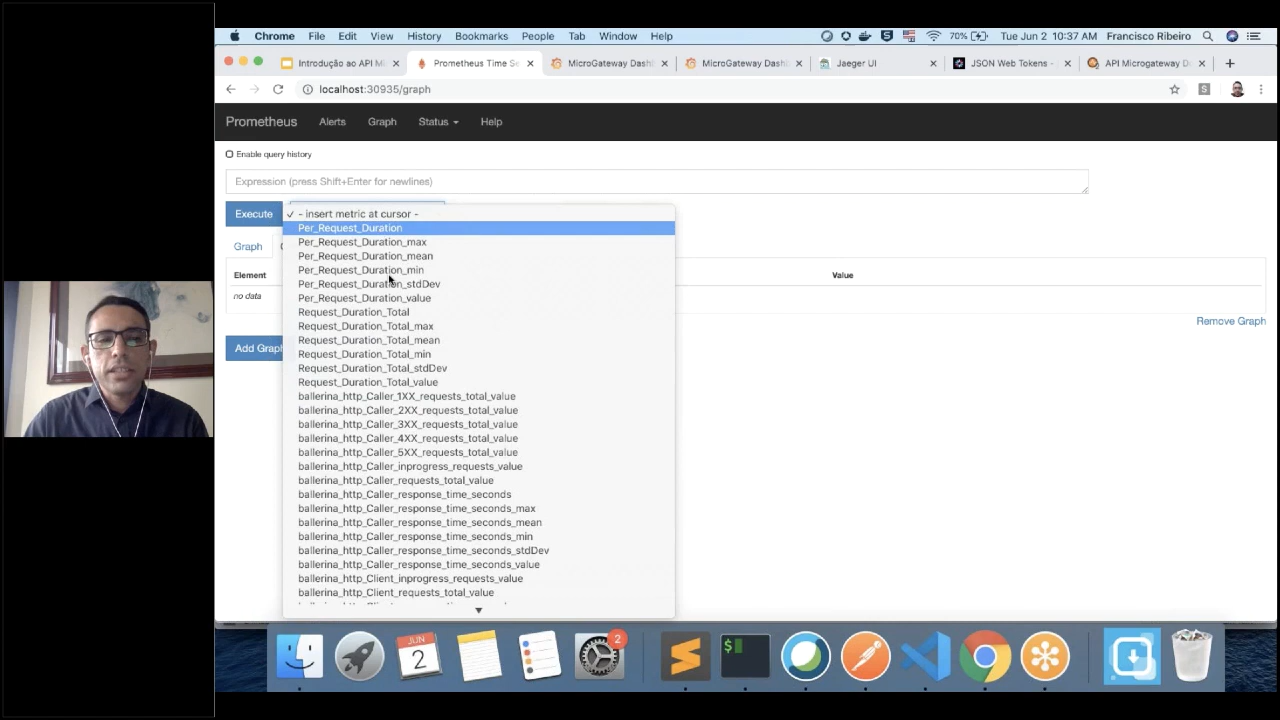 Chrome File Edit View History Bookmarks People Tab Window Help 70% Tue Jun 2 10:37 AM Francisco Ribeiro
Introdução ao API Mi × Prometheus Time Se × MicroGateway Dash × MicroGateway Dash × Jaeger UI × JSON Web Tokens - × API Microgateway Do × +
localhost:30935/graph S
Prometheus Alerts Graph Status Help
Enable query history
Expression (press Shift+Enter for newlines)
Execute ✓ - insert metric at cursor -
Per_Request_Duration
Per_Request_Duration_max
Graph
Per_Request_Duration_mean
Per_Request_Duration_min
Element Value
Per_Request_Duration_stdDev
no data
Per_Request_Duration_value
Request_Duration_Total
Remove Graph
Request_Duration_Total_max
Request_Duration_Total_mean
Add Graph
Request_Duration_Total_min
Request_Duration_Total_stdDev
Request_Duration_Total_value
ballerina_http_Caller_1XX_requests_total_value
ballerina_http_Caller_2XX_requests_total_value
ballerina_http_Caller_3XX_requests_total_value
ballerina_http_Caller_4XX_requests_total_value
ballerina_http_Caller_5XX_requests_total_value
ballerina_http_Caller_inprogress_requests_value
ballerina_http_Caller_requests_total_value
ballerina_http_Caller_response_time_seconds
ballerina_http_Caller_response_time_seconds_max
ballerina_http_Caller_response_time_seconds_mean
ballerina_http_Caller_response_time_seconds_min
ballerina_http_Caller_response_time_seconds_stdDev
ballerina_http_Caller_response_time_seconds_value
ballerina_http_Client_inprogress_requests_value
ballerina_http_Client_requests_total_value
JUN
2
2
$